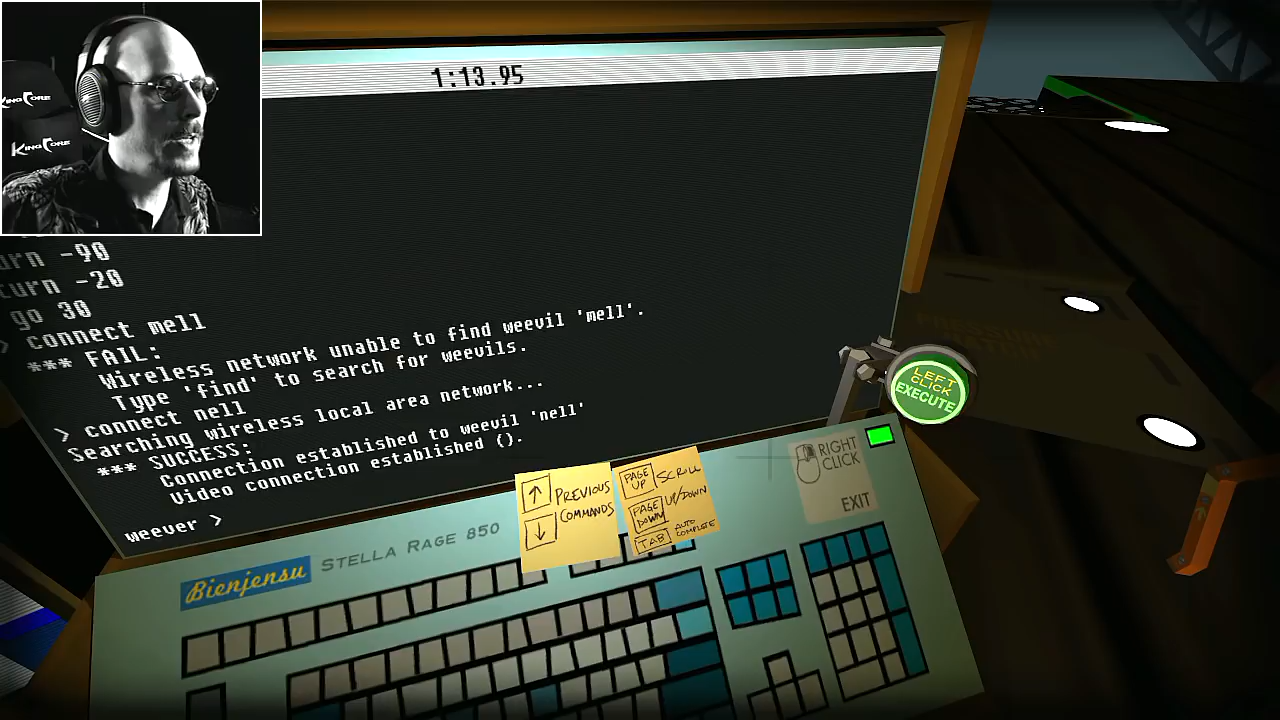 1:13.95
KINGCORE
KINGCORE
urn -90
turn -20
go 30
> connect mell
*** FAIL:
Wireless network unable to find weevil 'mell'.
Type 'find' to search for weevils.
> connect nell
Searching wireless local area network...
*** SUCCESS:
Connection established to weevil 'nell'
Video connection established ().
weever >
LEFT
CLICK
EXECUTE
RIGHT
CLICK
EXIT
↑ PREVIOUS
↓ COMMANDS
PAGE UP SCROLL
PAGE DOWN UP/DOWN
TAB AUTO COMPLETE
Bienjensu STELLA RAGE 850